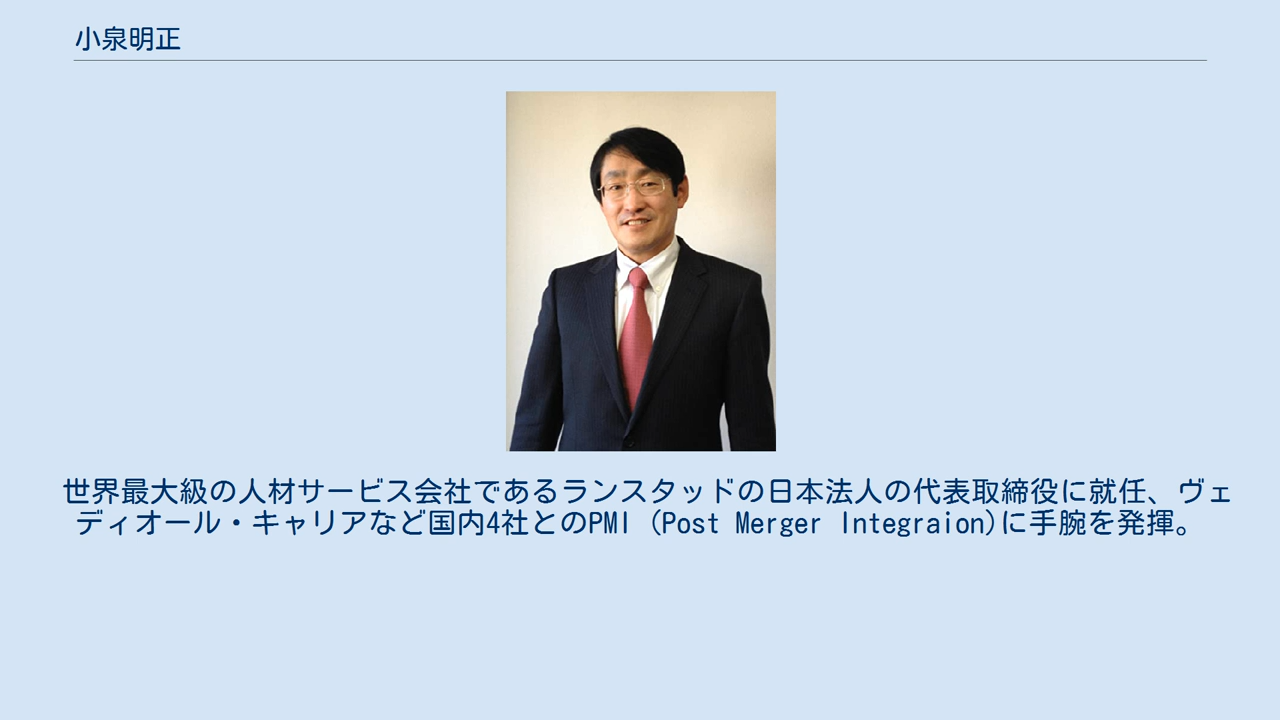 小泉明正
世界最大級の人材サービス会社であるランスタッドの日本法人の代表取締役に就任、ヴェ
ディオール・キャリアなど国内4社とのPMI (Post Merger Integraion)に手腕を発揮。